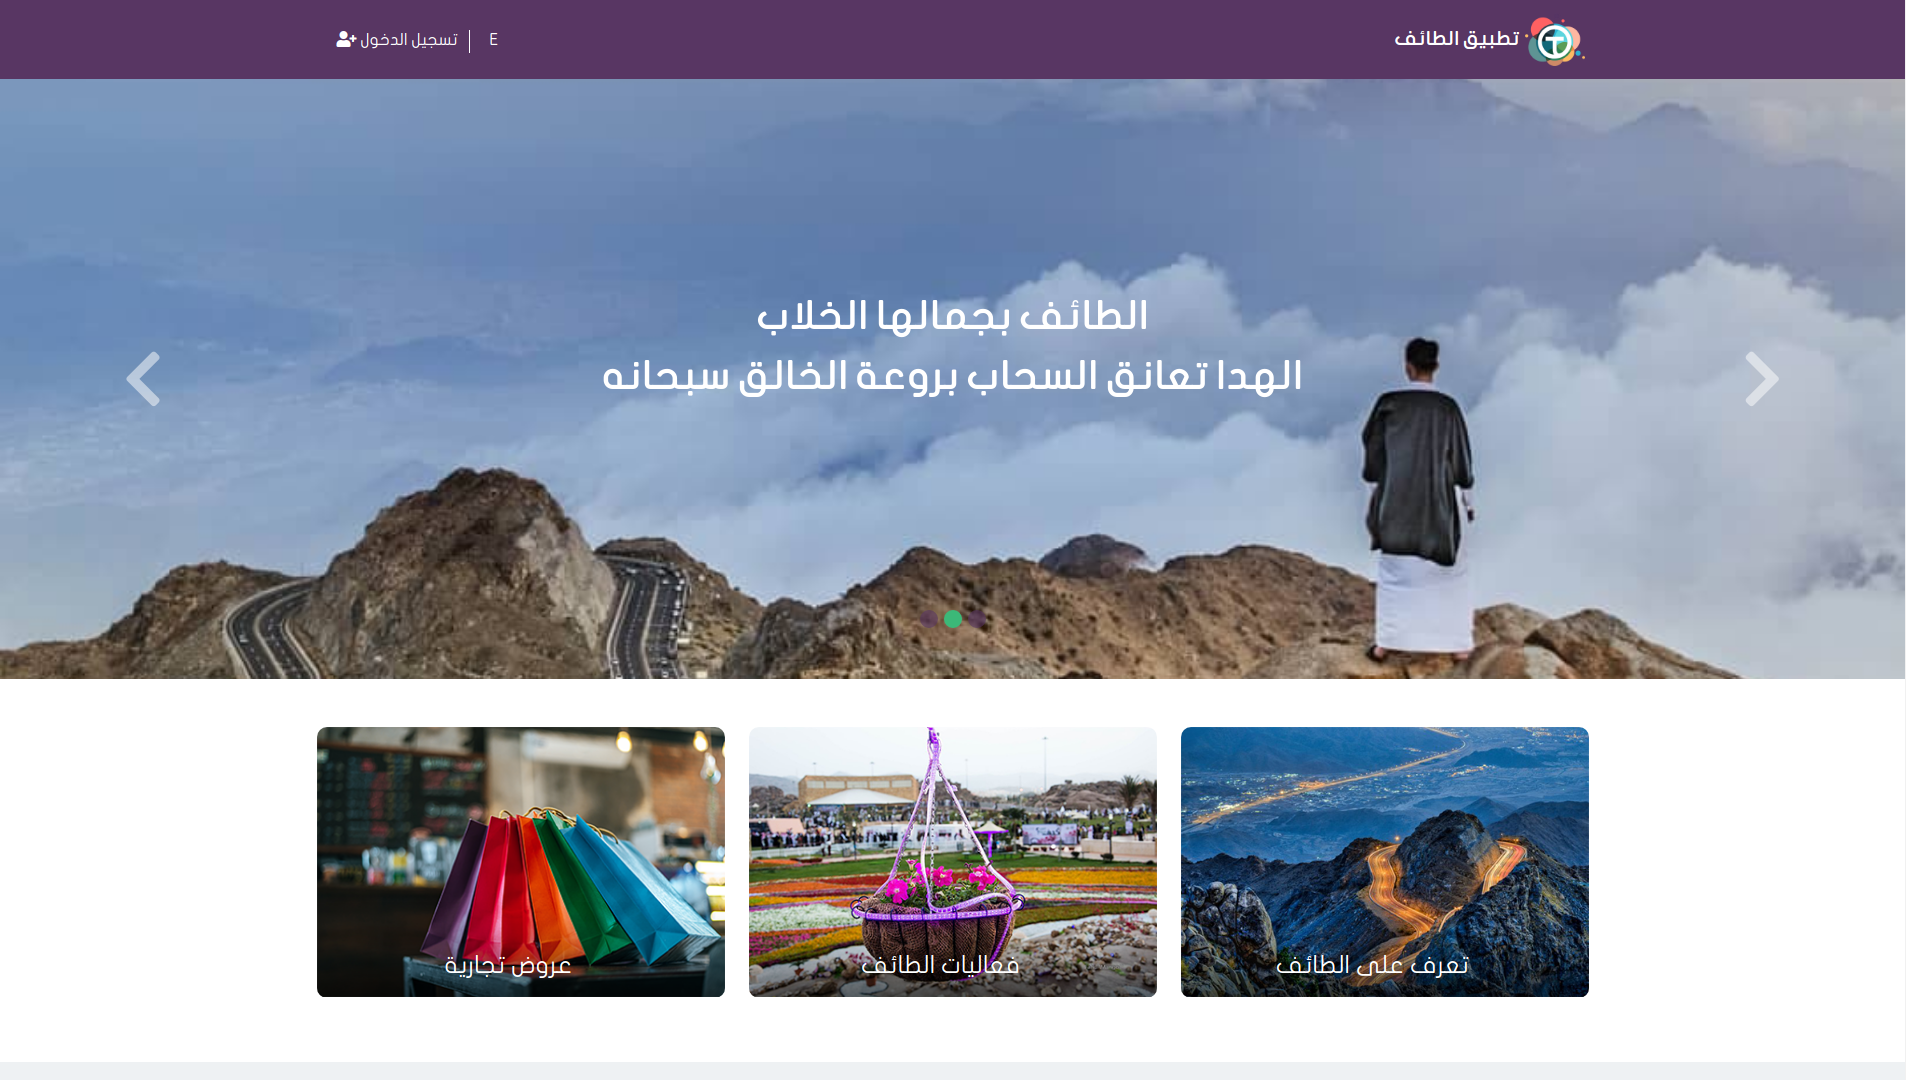 تطبيق الطائف
E
تسجيل الدخول
الطائف بجمالها الخلاب
الهدا تعانق السحاب بروعة الخالق سبحانه
تعرف على الطائف
فعاليات الطائف
عروض تجارية